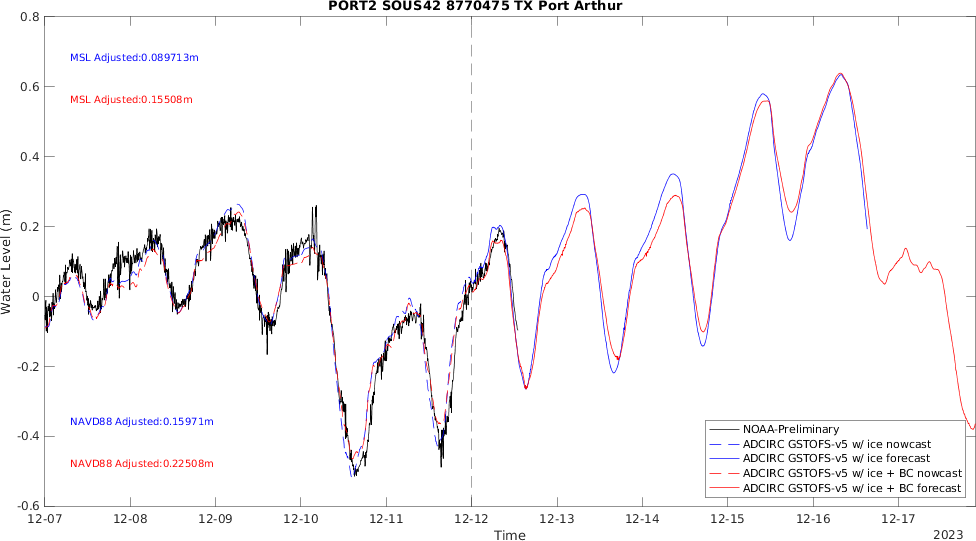 PORT2 SOUS42 8770475 TX Port Arthur
0.8
0.6
0.4
0.2
0
-0.2
-0.4
-0.6
Water Level (m)
MSL Adjusted:0.089713m
MSL Adjusted:0.15508m
NAVD88 Adjusted:0.15971m
NAVD88 Adjusted:0.22508m
NOAA-Preliminary
ADCIRC GSTOFS-v5 w/ ice nowcast
ADCIRC GSTOFS-v5 w/ ice forecast
ADCIRC GSTOFS-v5 w/ ice + BC nowcast
ADCIRC GSTOFS-v5 w/ ice + BC forecast
12-07 12-08 12-09 12-10 12-11 12-12 12-13 12-14 12-15 12-16 12-17
Time
2023